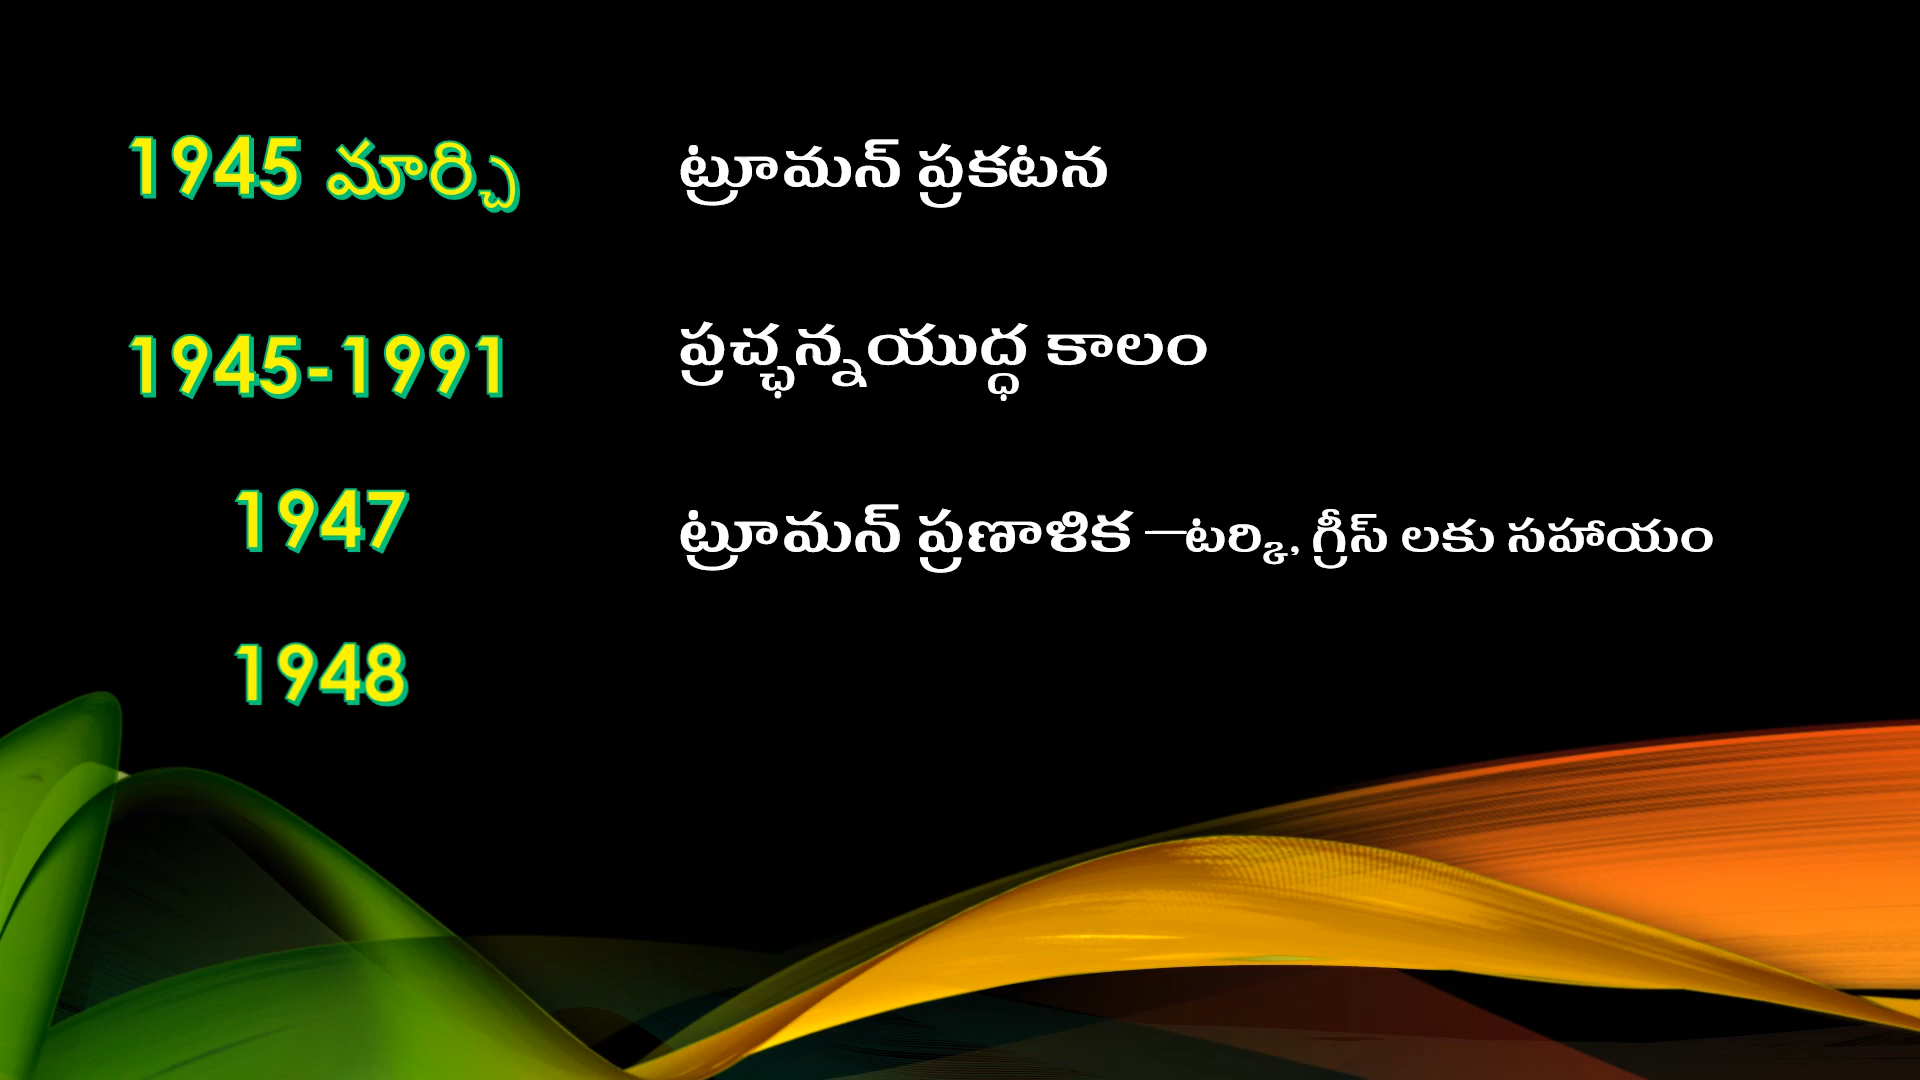 1945 మార్చి ట్రూమన్ ప్రకటన
1945-1991 ప్రచ్ఛన్నయుద్ధ కాలం
1947 ట్రూమన్ ప్రణాళిక –టర్కి, గ్రీస్ లకు సహాయం
1948